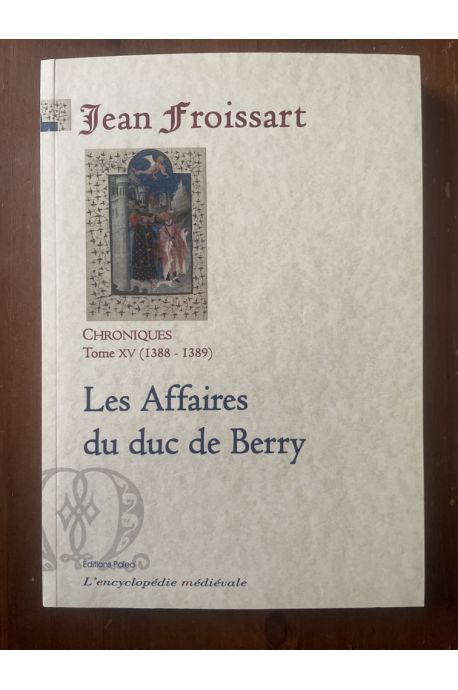 Jean Froissart
CHRONIQUES
Tome XV (1388 - 1389)
Les Affaires
du duc de Berry
Editions Paleo
L'encyclopédie médiévale